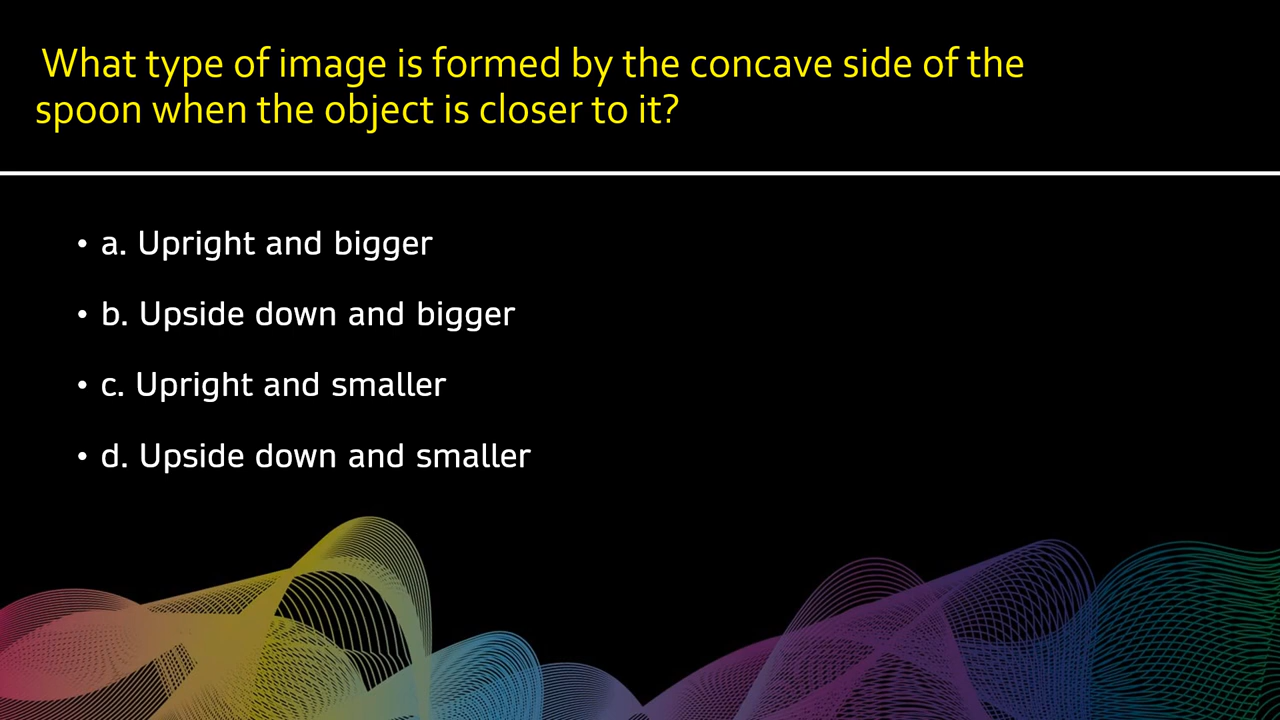 What type of image is formed by the concave side of the
spoon when the object is closer to it?
• a. Upright and bigger
• b. Upside down and bigger
• c. Upright and smaller
• d. Upside down and smaller